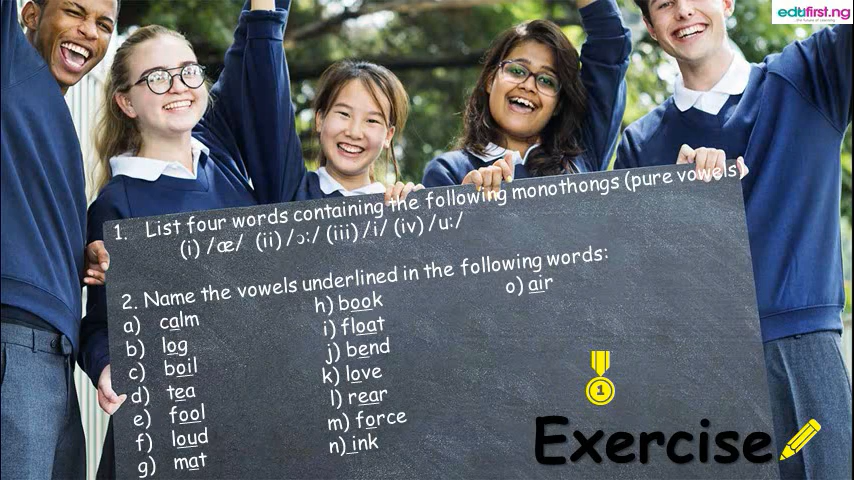 edufirst.ng
1. List four words containing the following monothongs (pure vowels)
(i) /æ/ (ii) /ɔ:/ (iii) /i/ (iv) /u:/
2. Name the vowels underlined in the following words:
a) calm
b) log
c) boil
d) tea
e) fool
f) loud
g) mat
h) book
i) float
j) bend
k) love
l) rear
m) force
n) ink
o) air
1
Exercise